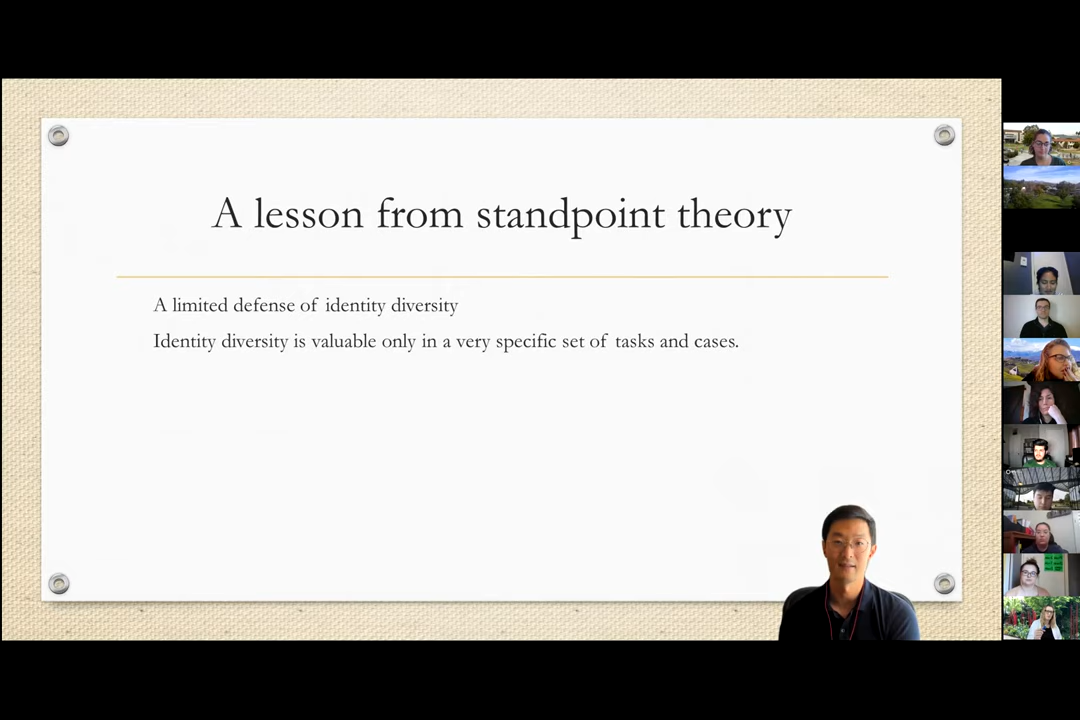 A lesson from standpoint theory
A limited defense of identity diversity
Identity diversity is valuable only in a very specific set of tasks and cases.